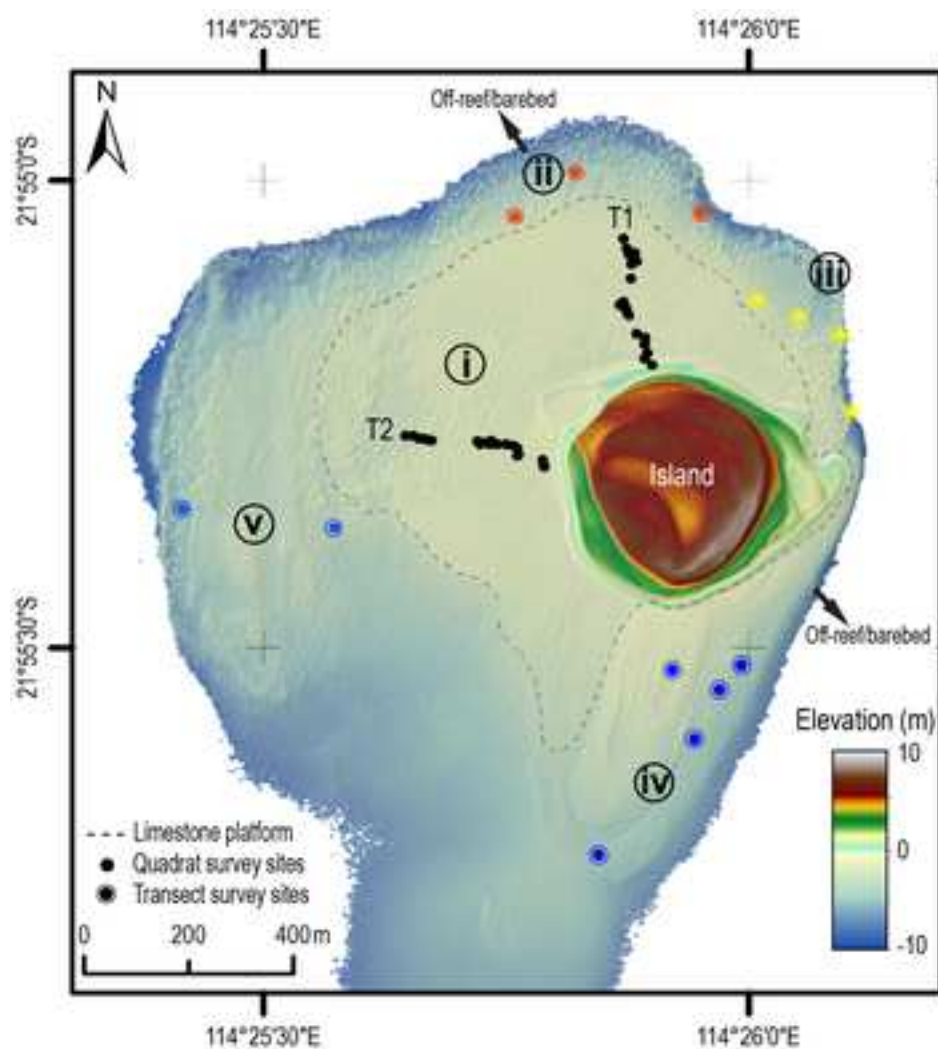 114°25'30"E 114°26'0"E
N
Off-reef/barebed
21°55'0"S
ii
T1
iii
i
T2
Island
v
Off-reef/barebed
21°55'30"S
Elevation (m)
10
iv
Limestone platform
0
Quadrat survey sites
Transect survey sites
0 200 400 m
-10
114°25'30"E 114°26'0"E